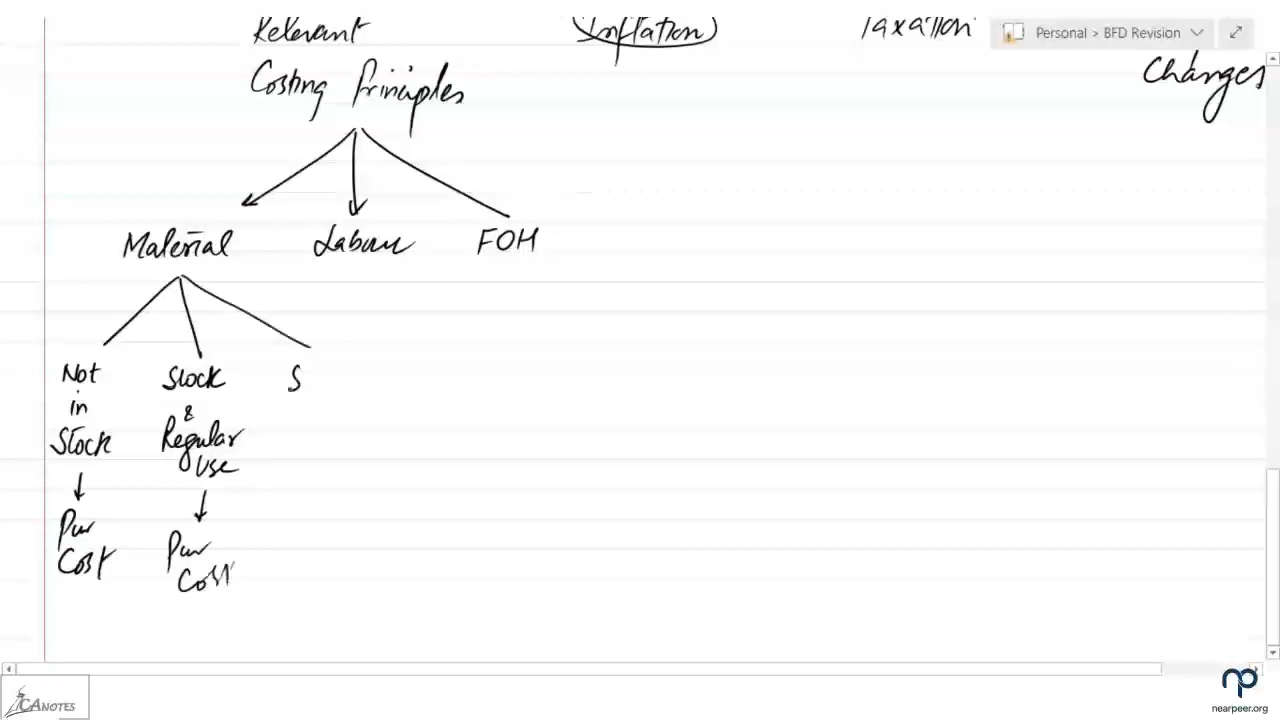 Relevant
Costing Principles
(Inflation)
Taxation
Changes
Personal > BFD Revision
Material
Labour
FOH
Not
in
Stock
Pur
Cost
Stock
&
Regular
Use
Pur
Cost
S
CANOTES
nearpeer.org